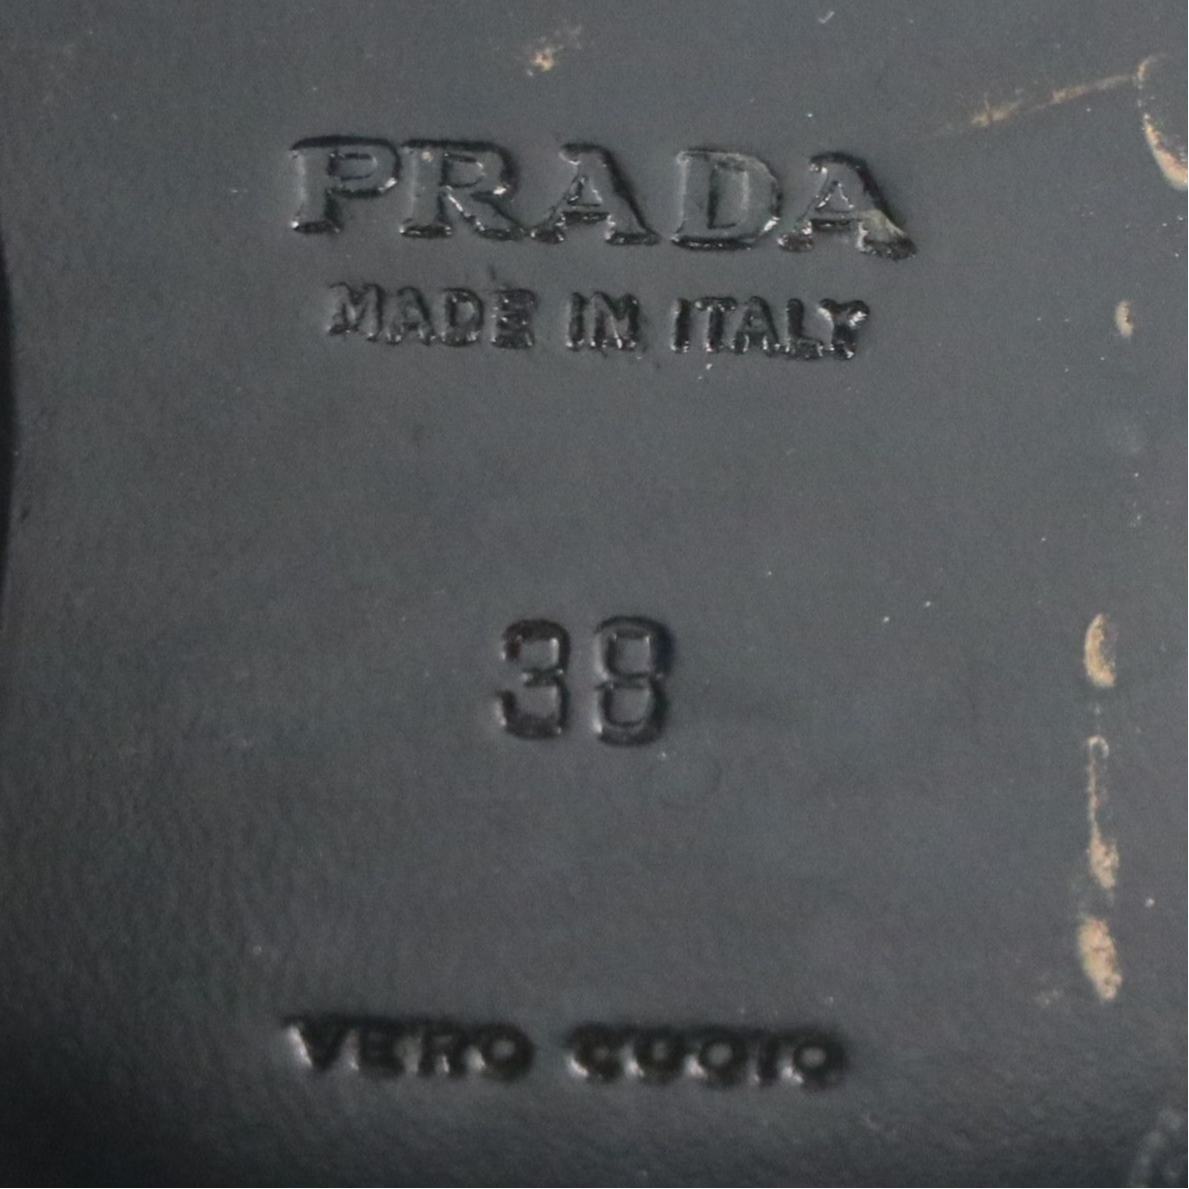 PRADA
MADE IN ITALY
38
VERO CUOIO